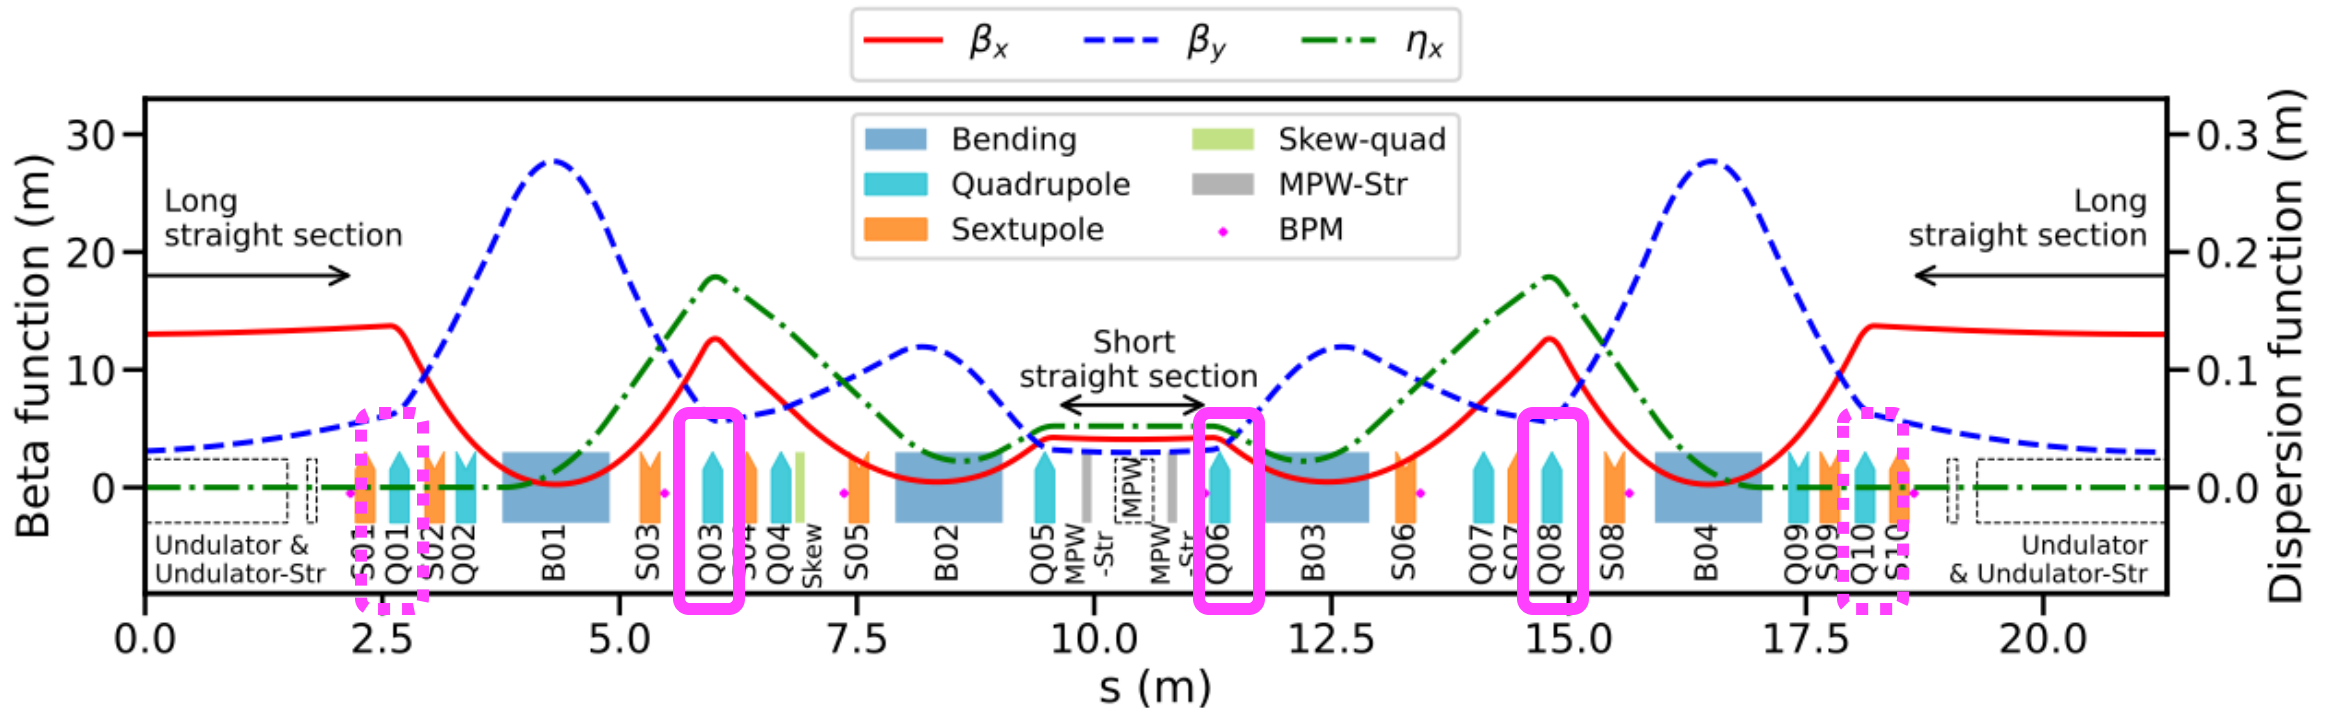 βx
βy
ηx
Bending
Quadrupole
Sextupole
Skew-quad
MPW-Str
BPM
Beta function (m)
30
20
10
0
Dispersion function (m)
0.3
0.2
0.1
0.0
Long
straight section
Short
straight section
Long
straight section
MPW
Undulator &
Undulator-Str
S01
Q01
S02
Q02
B01
S03
Q03
S04
Q04
Skew
S05
B02
Q05
MPW
-Str
MPW
-Str
Q06
B03
S06
Q07
S07
Q08
S08
B04
Q09
S09
Q10
S10
Undulator
& Undulator-Str
0.0
2.5
5.0
7.5
10.0
12.5
15.0
17.5
20.0
s (m)